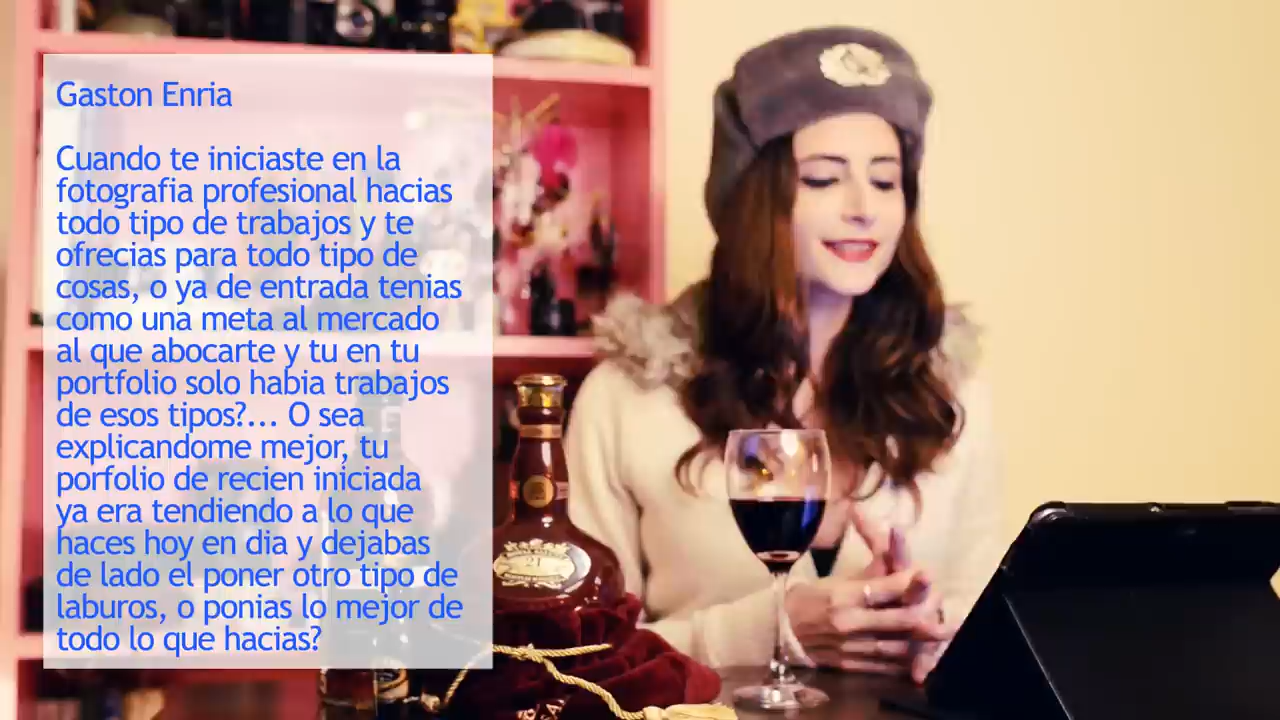 Gaston Enria
Cuando te iniciaste en la
fotografia profesional hacias
todo tipo de trabajos y te
ofrecias para todo tipo de
cosas, o ya de entrada tenias
como una meta al mercado
al que abocarte y tu en tu
portfolio solo habia trabajos
de esos tipos?... O sea
explicandome mejor, tu
porfolio de recien iniciada
ya era tendiendo a lo que
haces hoy en dia y dejabas
de lado el poner otro tipo de
laburos, o ponias lo mejor de
todo lo que hacias?
21